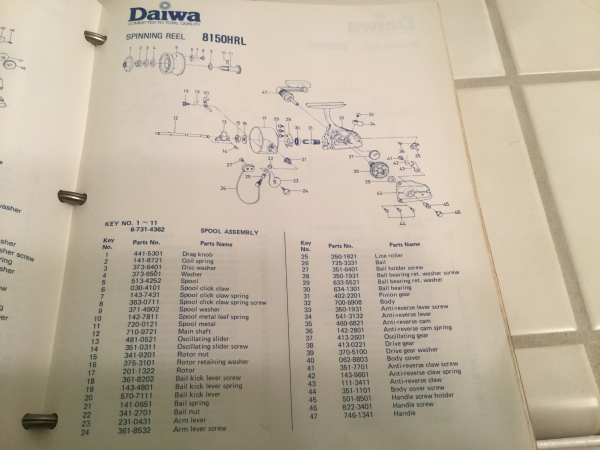 Daiwa
COMMITTED TO TOTAL QUALITY
SPINNING REEL 8150HRL
KEY NO. 1 ~ 11
6-731-4362
SPOOL ASSEMBLY
Key No. Parts No. Parts Name
1 441-5301 Drag knob
2 141-8721 Coil spring
3 373-6401 Disc washer
4 373-6501 Washer
5 513-4252 Spool
6 030-4101 Spool click claw
7 143-7431 Spool click claw spring
8 363-0711 Spool click claw spring screw
9 371-4902 Spool washer
10 142-7811 Spool metal leaf spring
11 720-0121 Spool metal
12 710-9721 Main shaft
13 481-0521 Oscillating slider
14 351-0311 Oscillating slider screw
15 341-9201 Rotor nut
16 375-3101 Rotor retaining washer
17 201-1322 Rotor
18 361-8202 Bail kick lever screw
19 143-4801 Bail kick lever spring
20 570-7111 Bail kick lever
21 141-0651 Bail spring
22 341-2701 Bail nut
23 231-0431 Arm lever
24 361-8532 Arm lever screw
Key No. Parts No. Parts Name
25 250-1921 Line roller
26 725-3331 Bail
27 351-6401 Bail holder screw
28 350-1931 Bearing ret. washer screw
29 633-5521 Ball bearing ret. washer
30 634-1301 Ball bearing
31 402-2201 Pinion gear
32 700-6908 Body
33 350-1931 Anti-reverse lever screw
34 541-3132 Anti-reverse lever
35 460-6821 Anti-reverse cam
36 142-2801 Anti-reverse cam spring
37 413-2601 Oscillating gear
38 413-0221 Drive gear
39 370-5100 Drive gear washer
40 062-8803 Body cover
41 351-7701 Anti-reverse claw screw
42 143-9601 Anti-reverse claw spring
43 111-3411 Anti-reverse claw
44 351-1101 Body cover screw
45 501-8501 Handle screw holder
46 822-3401 Handle screw
47 746-1341 Handle